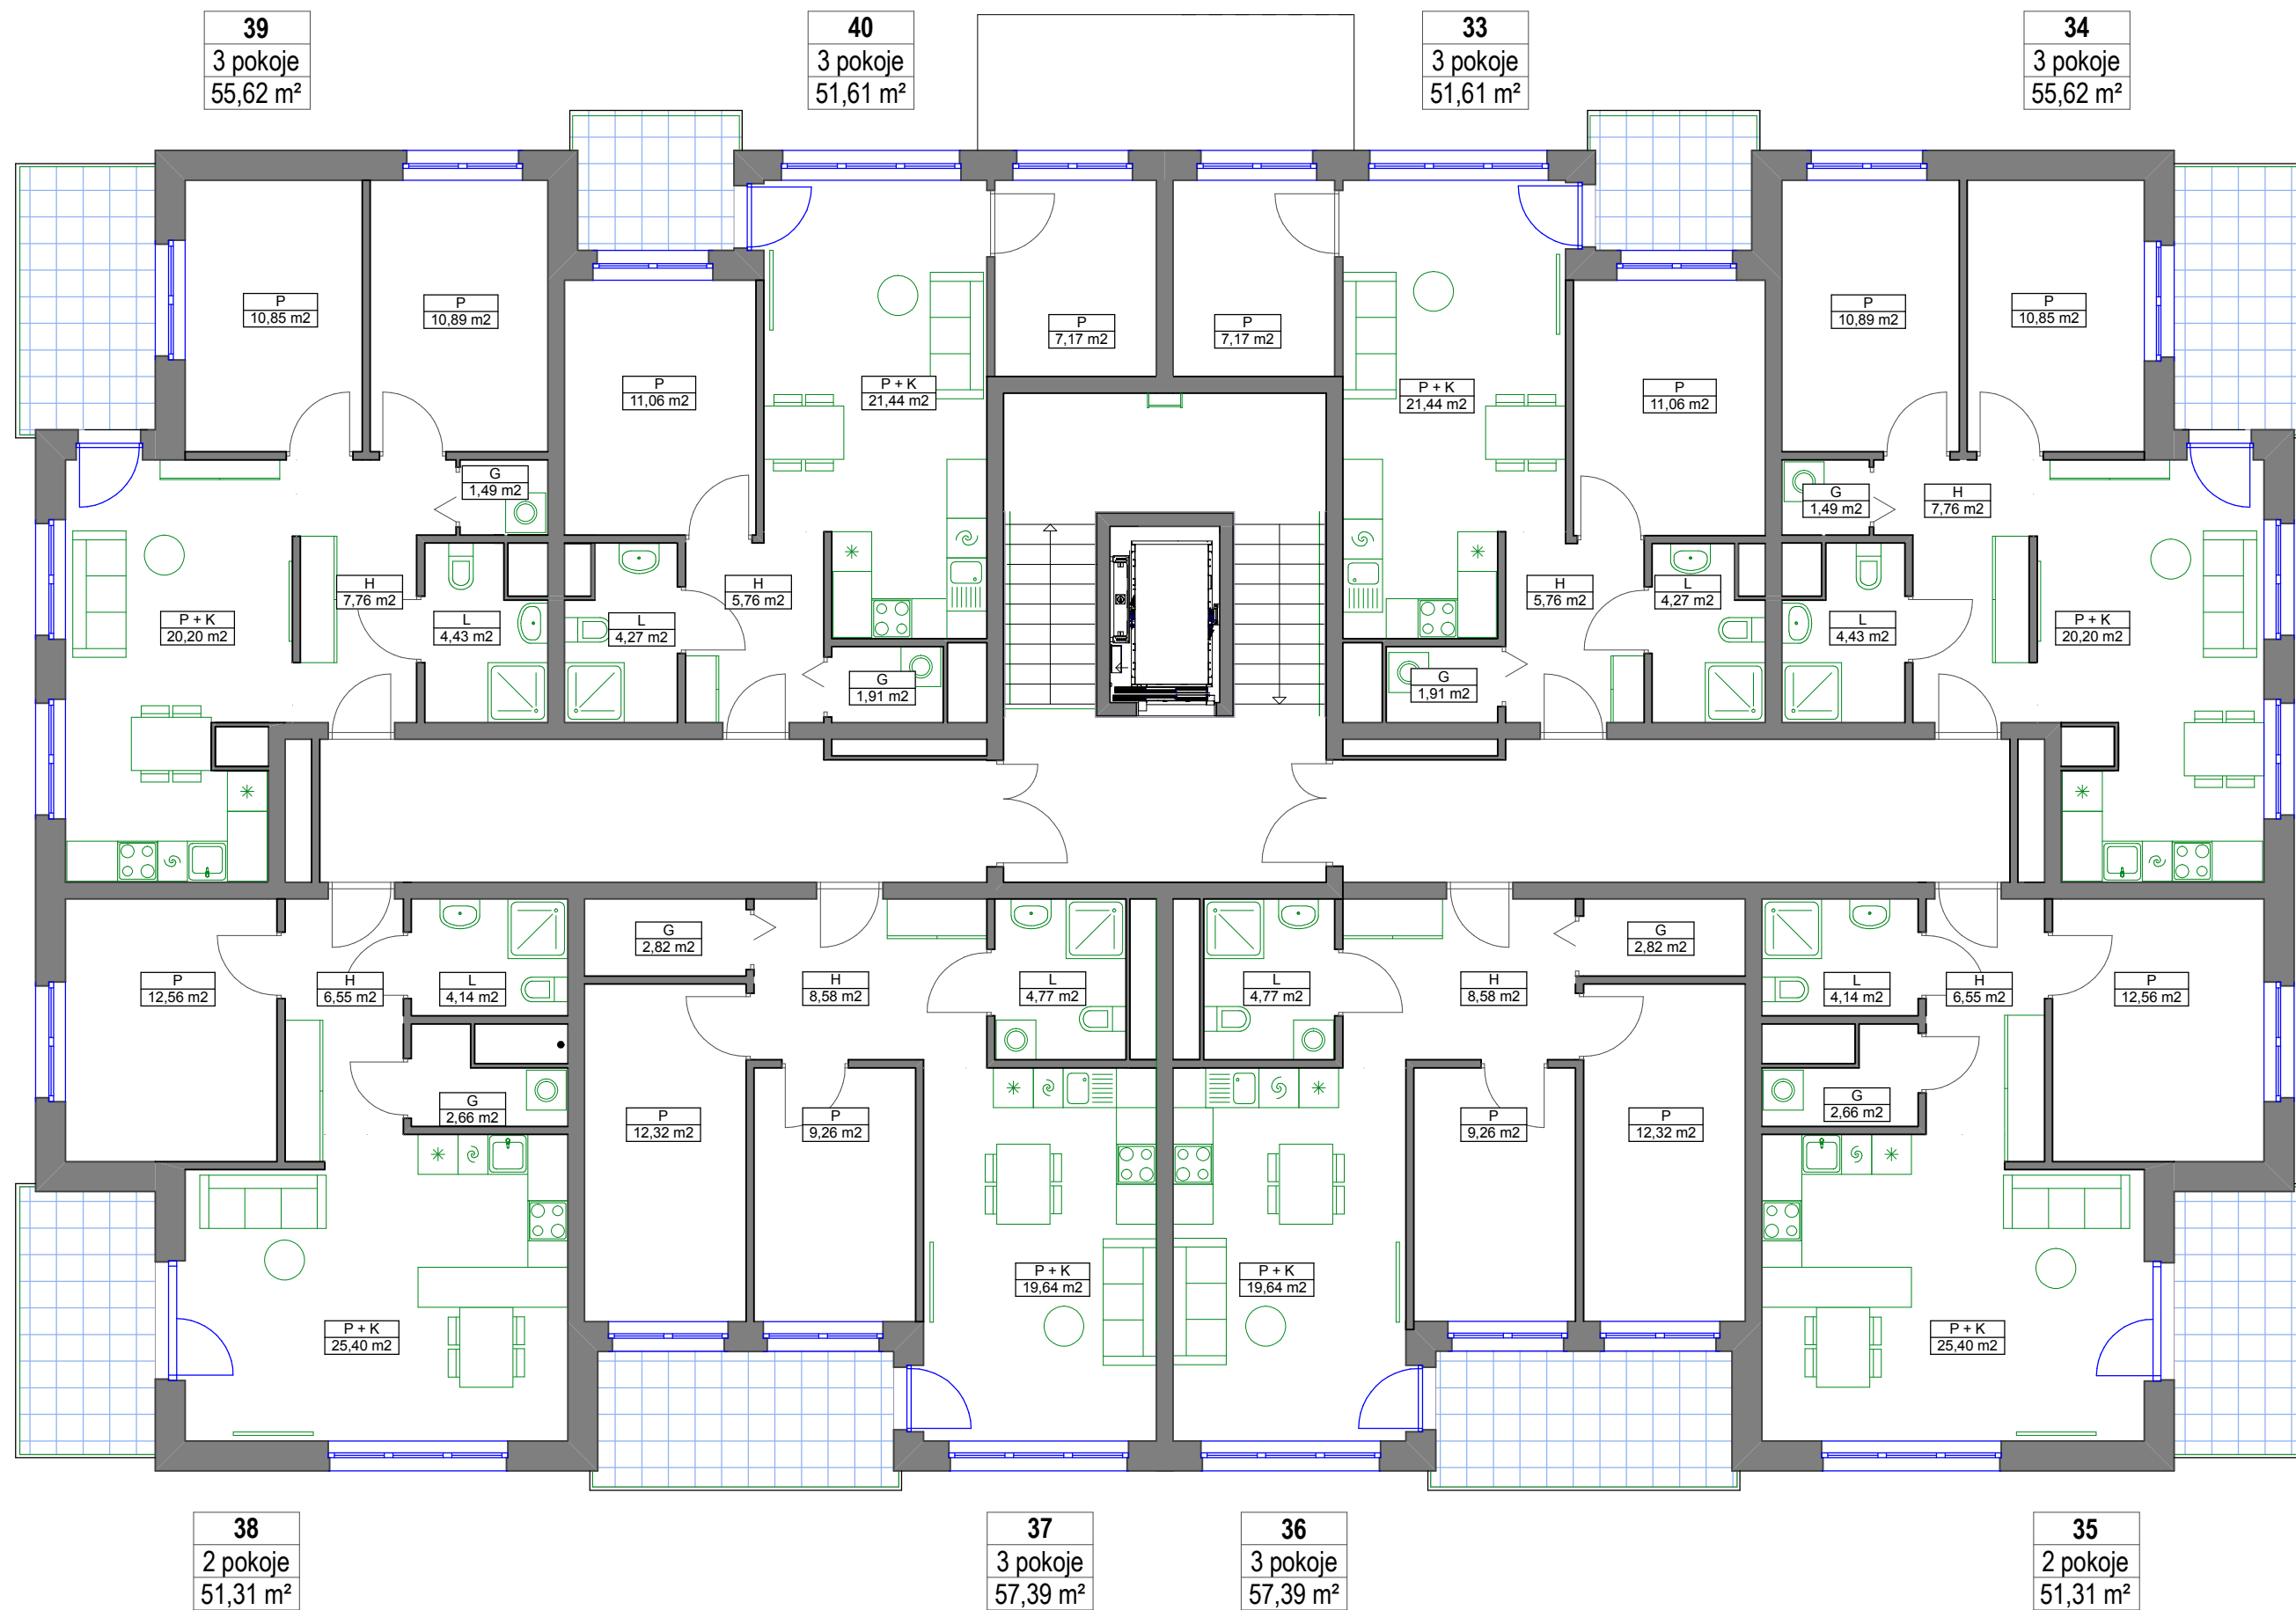 39
3 pokoje
55,62 m²
40
3 pokoje
51,61 m²
33
3 pokoje
51,61 m²
34
3 pokoje
55,62 m²
P
10,85 m2
P
10,89 m2
G
1,49 m2
H
7,76 m2
L
4,43 m2
P + K
20,20 m2
P
11,06 m2
P + K
21,44 m2
P
7,17 m2
H
5,76 m2
L
4,27 m2
G
1,91 m2
P
7,17 m2
P + K
21,44 m2
P
11,06 m2
H
5,76 m2
L
4,27 m2
G
1,91 m2
P
10,89 m2
P
10,85 m2
G
1,49 m2
H
7,76 m2
L
4,43 m2
P + K
20,20 m2
P
12,56 m2
H
6,55 m2
L
4,14 m2
G
2,66 m2
P + K
25,40 m2
G
2,82 m2
H
8,58 m2
L
4,77 m2
P
12,32 m2
P
9,26 m2
P + K
19,64 m2
L
4,77 m2
H
8,58 m2
G
2,82 m2
P
9,26 m2
P
12,32 m2
P + K
19,64 m2
L
4,14 m2
H
6,55 m2
P
12,56 m2
G
2,66 m2
P + K
25,40 m2
38
2 pokoje
51,31 m²
37
3 pokoje
57,39 m²
36
3 pokoje
57,39 m²
35
2 pokoje
51,31 m²